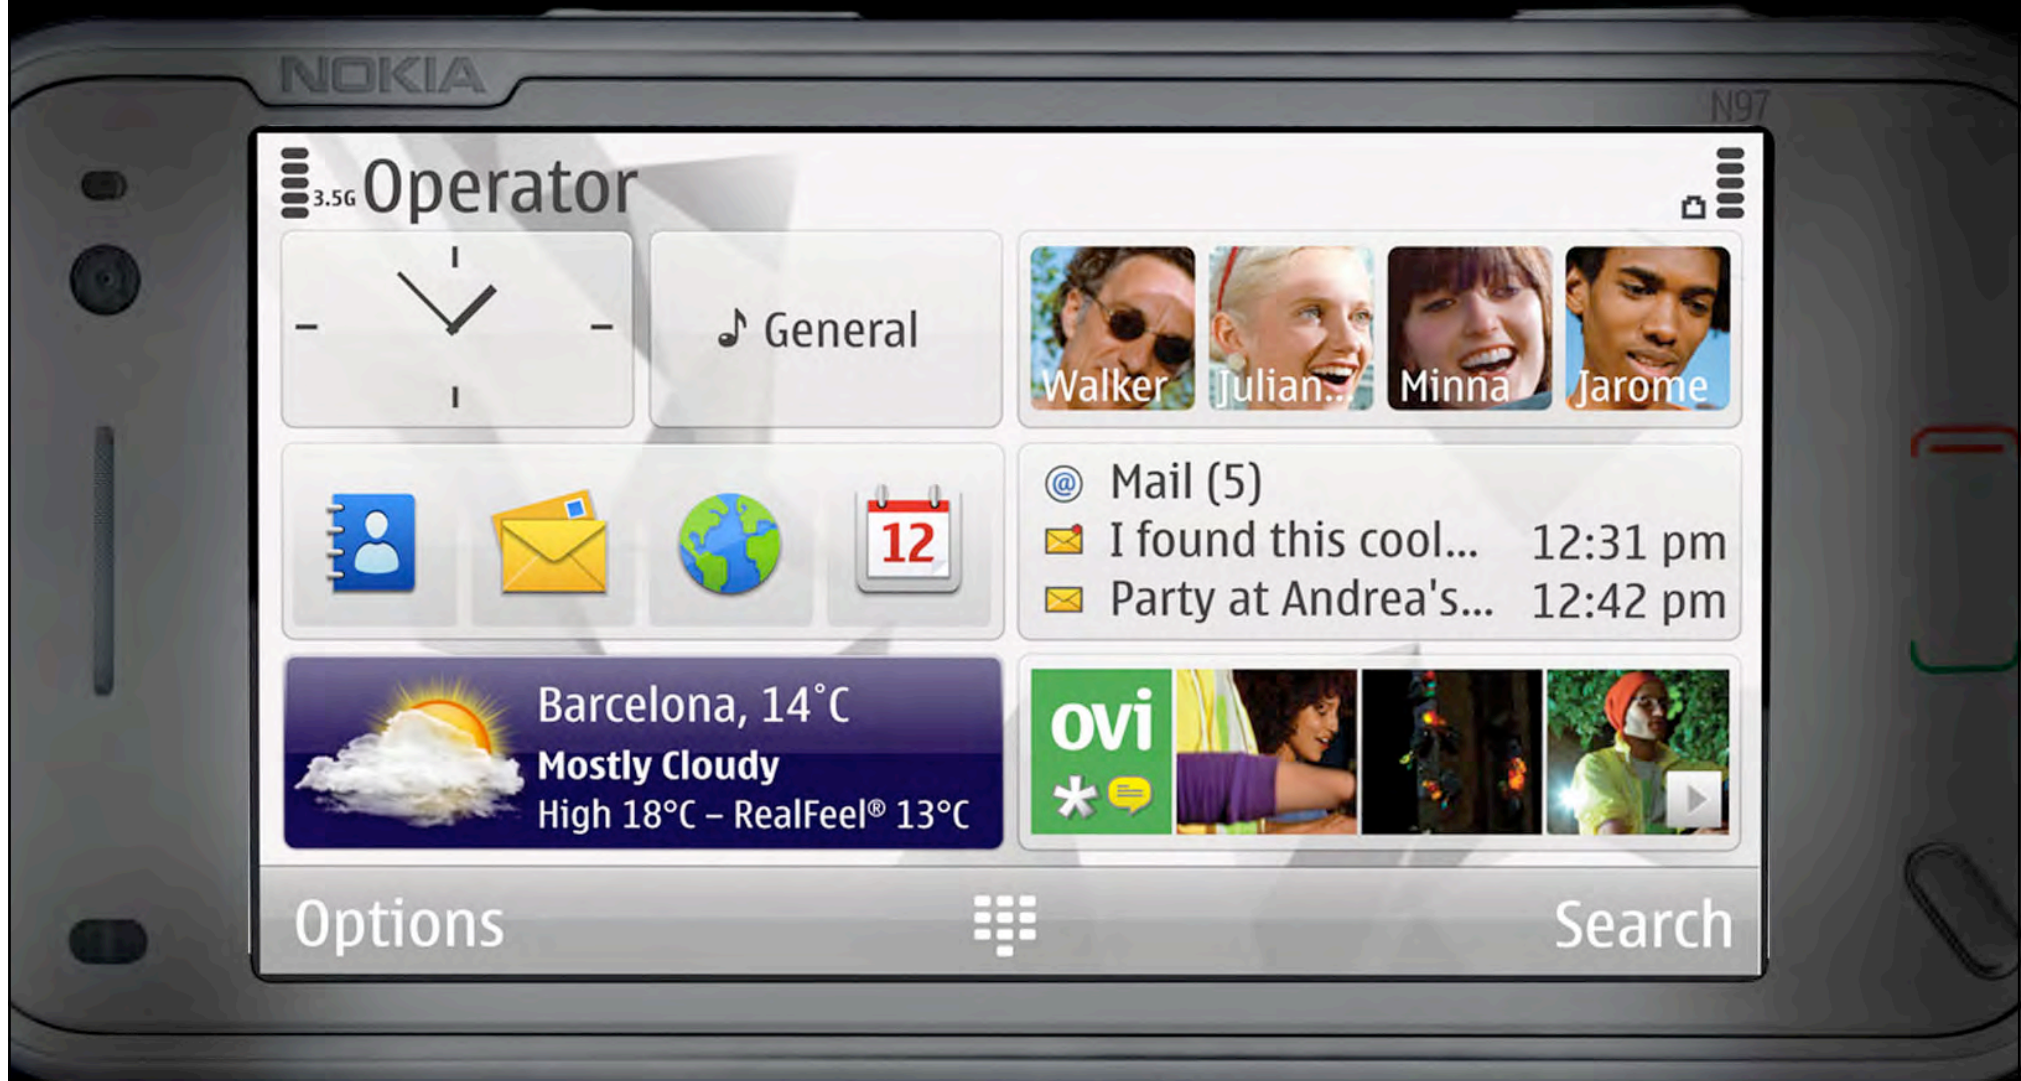 NOKIA
N97
3.5G Operator
General
Walker
Julian...
Minna
Jarome
12
@ Mail (5)
I found this cool... 12:31 pm
Party at Andrea's... 12:42 pm
Barcelona, 14°C
Mostly Cloudy
High 18°C – RealFeel® 13°C
ovi
Options
Search